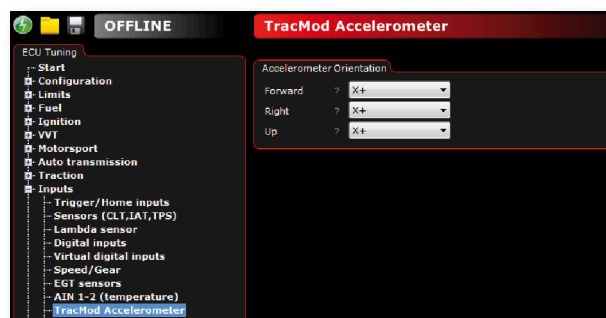 OFFLINE
TracMod Accelerometer
ECU Tuning
Start
Configuration
Limits
Fuel
Ignition
VVT
Motorsport
Auto transmission
Traction
Inputs
Trigger/Home inputs
Sensors (CLT,IAT,TPS)
Lambda sensor
Digital inputs
Virtual digital inputs
Speed/Gear
EGT sensors
AIN 1-2 (temperature)
TracMod Accelerometer
Accelerometer Orientation
Forward ? X+
Right ? X+
Up ? X+